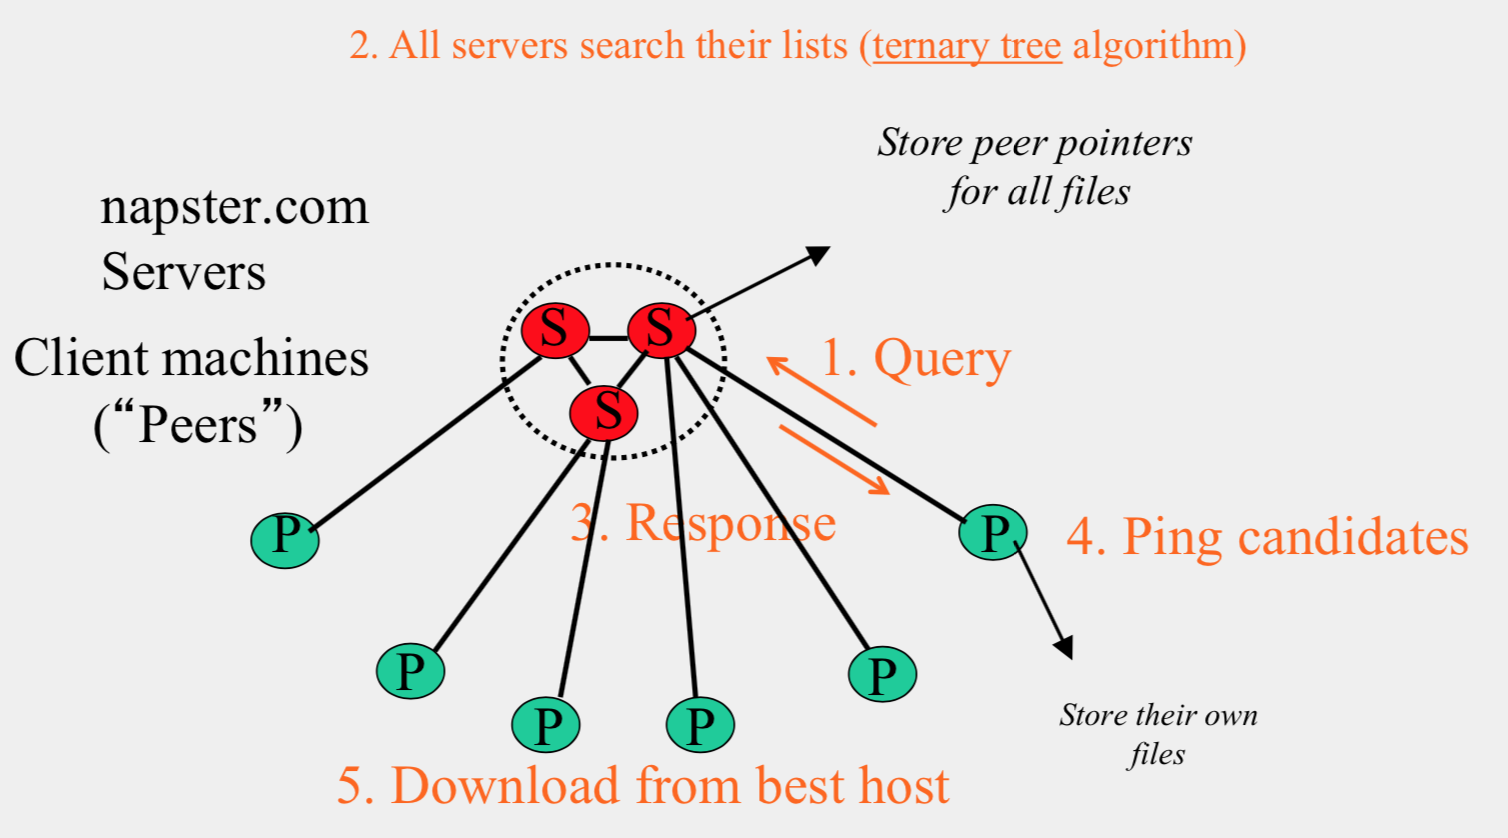 2. All servers search their lists (ternary tree algorithm)
Store peer pointers
for all files
napster.com
Servers
Client machines
(“Peers”)
S
S
S
1. Query
3. Response
P
P
4. Ping candidates
P
P
P
P
Store their own
files
5. Download from best host